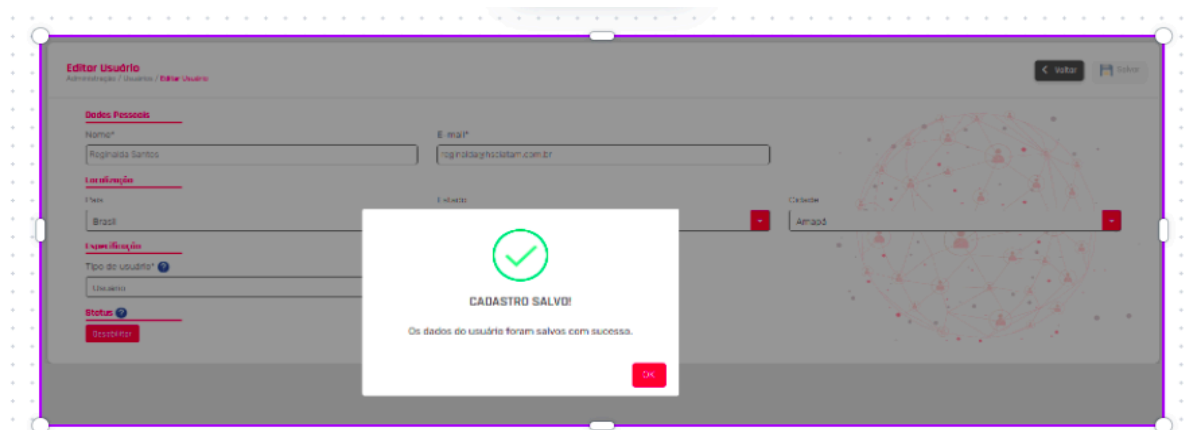 Editar Usuário
Administração / Usuários / Editar Usuário
Voltar
Salvar
Dados Pessoais
Nome*
E-mail*
Reginalda Santos
Localização
País
Estado
Cidade
Brasil
Amapá
Especificação
Tipo de usuário*
Usuário
Status
Desabilitar
CADASTRO SALVO!
Os dados do usuário foram salvos com sucesso.
OK